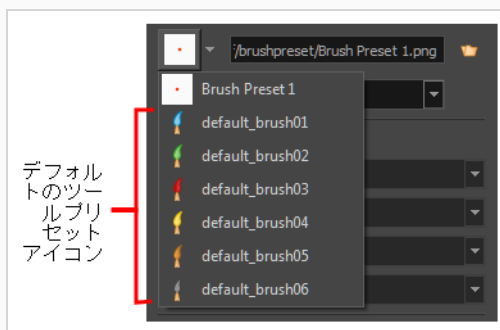 /brushpreset/Brush Preset 1.png
Brush Preset 1
default_brush01
default_brush02
default_brush03
default_brush04
default_brush05
default_brush06
デフォル
トのツー
ルプリ
セット
アイコン